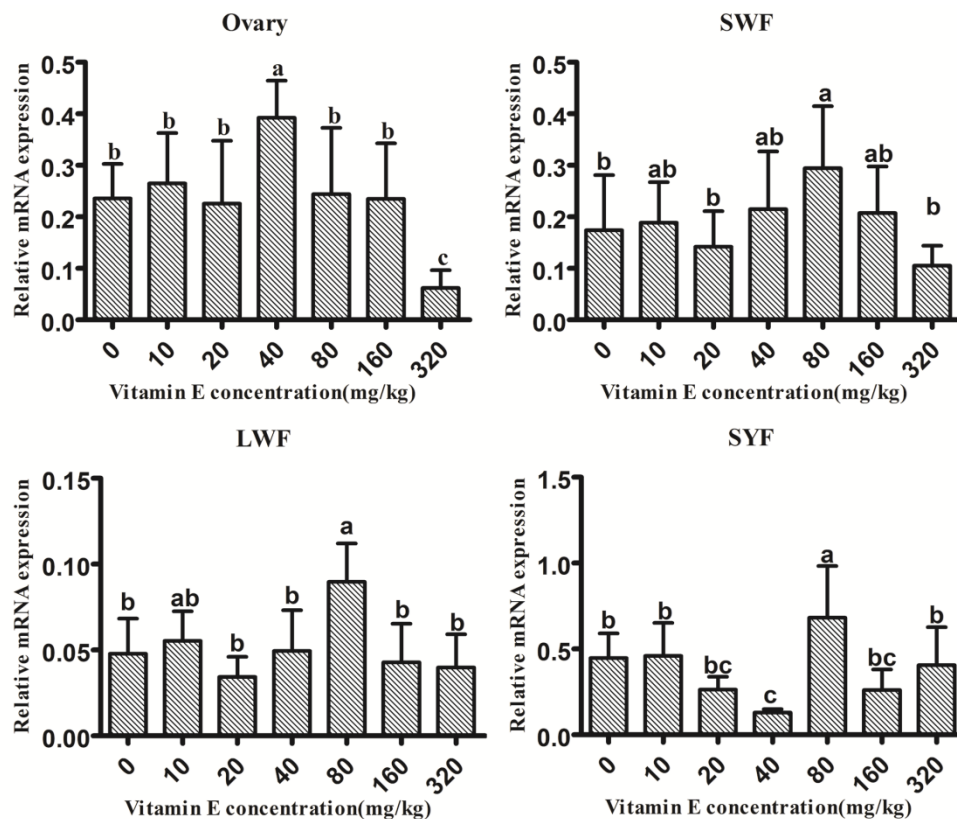 Ovary
Relative mRNA expression
0.5
0.4
0.3
0.2
0.1
0.0
b b b a b b c
0 10 20 40 80 160 320
Vitamin E concentration(mg/kg)
SWF
Relative mRNA expression
0.5
0.4
0.3
0.2
0.1
0.0
b ab b ab a ab b
0 10 20 40 80 160 320
Vitamin E concentration(mg/kg)
LWF
Relative mRNA expression
0.15
0.10
0.05
0.00
b ab b b a b b
0 10 20 40 80 160 320
Vitamin E concentration(mg/kg)
SYF
Relative mRNA expression
1.5
1.0
0.5
0.0
b b bc c a bc b
0 10 20 40 80 160 320
Vitamin E concentration(mg/kg)